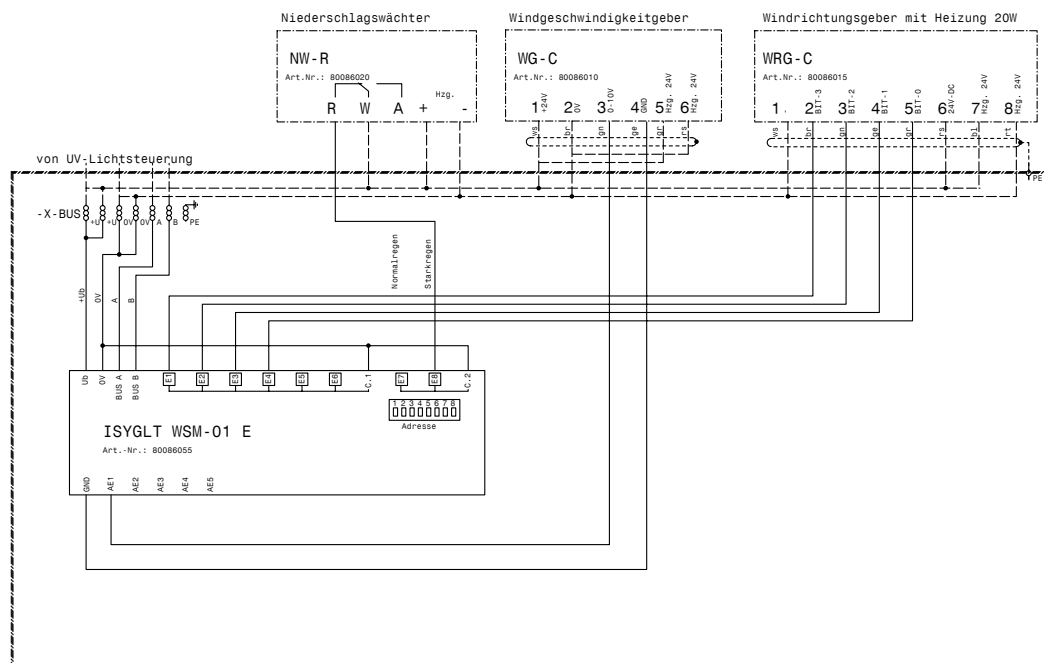 Niederschlagswächter
Windgeschwindigkeitgeber
Windrichtungsgeber mit Heizung 20W
NW-R
Art.Nr.: 80086020
Hzg.
R W A + -
WG-C
Art.Nr.: 80086010
1 2 3 4 5 6
+24V
0V
0-10V
GND
Hzg. 24V
Hzg. 24V
ws br gn ge gr rs
WRG-C
Art.Nr.: 80086015
1 2 3 4 5 6 7 8
BIT-3
BIT-2
BIT-1
BIT-0
24V-DC
Hzg. 24V
Hzg. 24V
ws br gn ge gr rs bl rt
von UV-Lichtsteuerung
PE
-X-BUS
+U +U 0V 0V A B PE
Normalregen
Starkregen
+Ub
0V
A
B
Ub
0V
BUS A
BUS B
E1 E2 E3 E4 E5 E6 C.1 E7 E8 C.2
1 2 3 4 5 6 7 8
Adresse
ISYGLT WSM-01 E
Art.-Nr.: 80086055
GND AE1 AE2 AE3 AE4 AE5